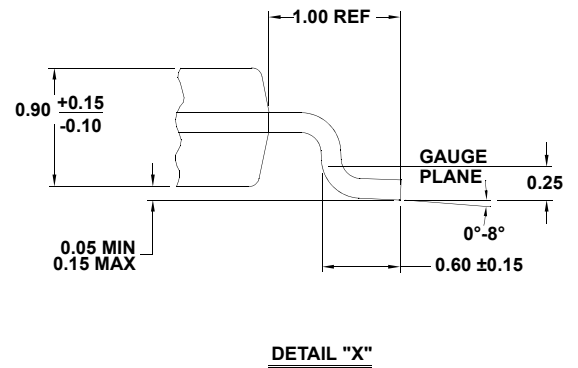 1.00 REF
0.90 +0.15
-0.10
GAUGE
PLANE
0.25
0.05 MIN
0.15 MAX
0°-8°
0.60 ±0.15
DETAIL "X"